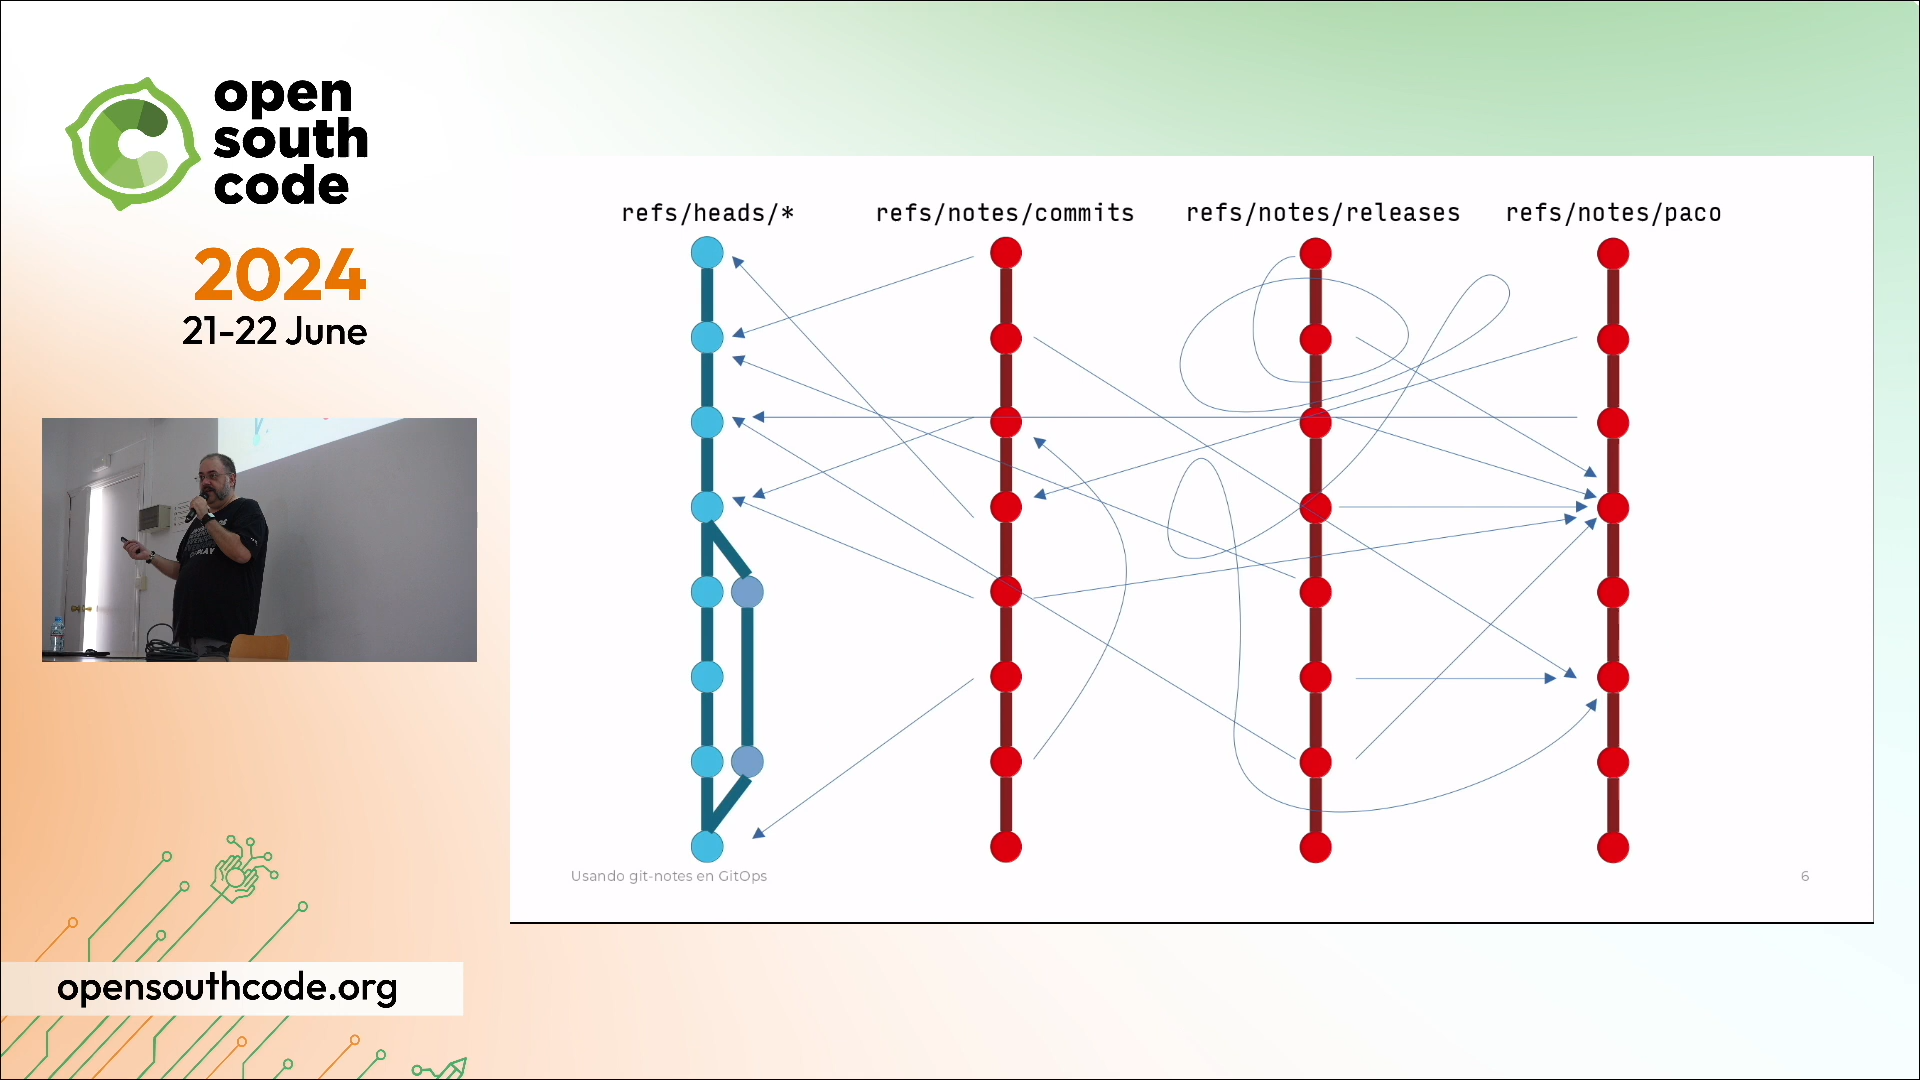 open
south
code
2024
21-22 June
refs/heads/*
refs/notes/commits
refs/notes/releases
refs/notes/paco
Usando git-notes en GitOps
6
opensouthcode.org